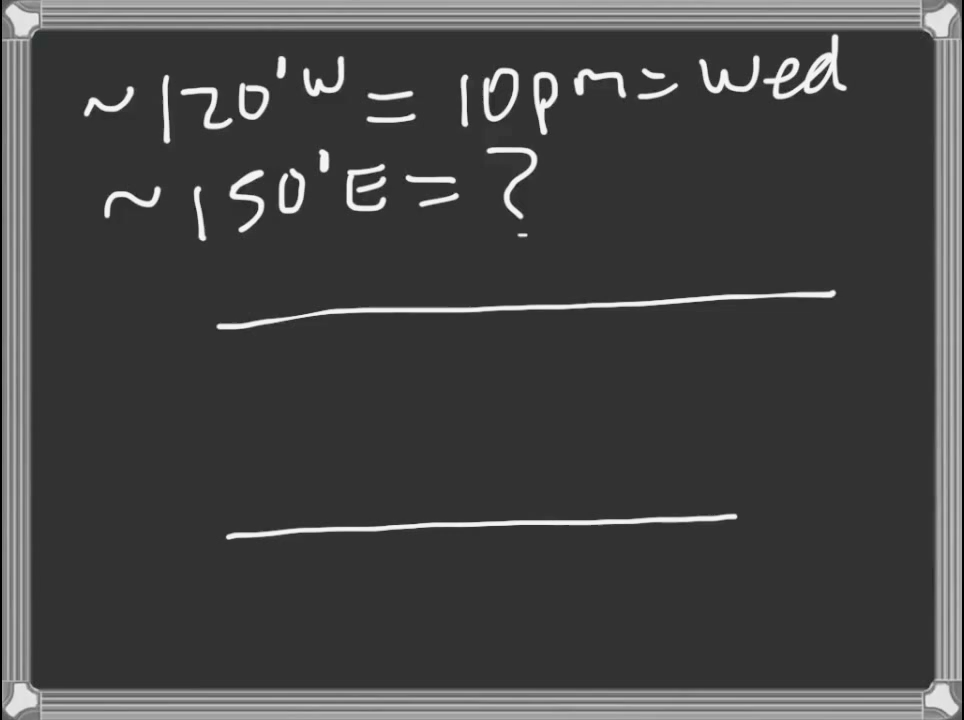 ~120'W = 10pm = Wed
~150'E = ?